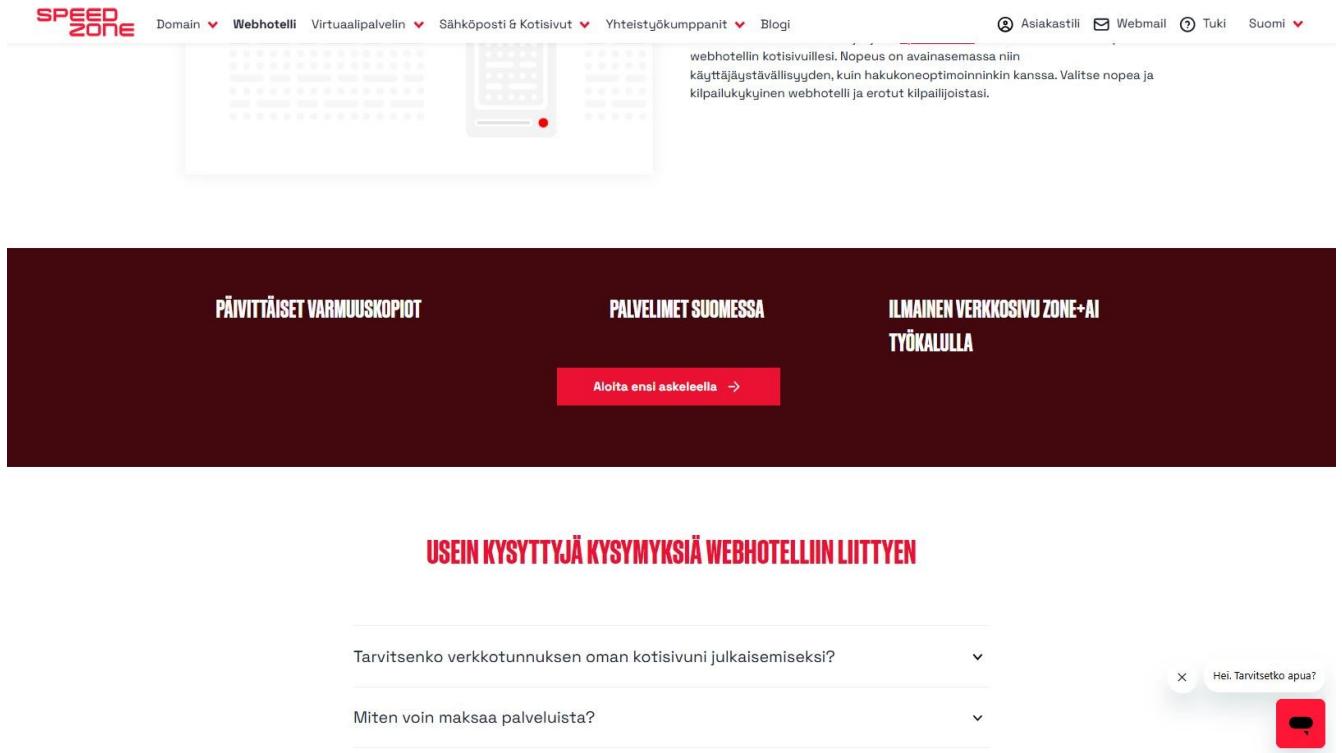 SPEED
ZONE
Domain Webhotelli Virtuaalipalvelin Sähköposti & Kotisivut Yhteistyökumppanit Blogi Asiakastili Webmail Tuki Suomi
webhotellin kotisivuillesi. Nopeus on avainasemassa niin
käyttäjäystävällisyyden, kuin hakukoneoptimoinninkin kanssa. Valitse nopea ja
kilpailukykyinen webhotelli ja erotut kilpailijoistasi.
PÄIVITTÄISET VARMUUSKOPIOT
PALVELIMET SUOMESSA
ILMAINEN VERKKOSIVU ZONE+AI
TYÖKALULLA
Aloita ensi askeleella
USEIN KYSYTTYJÄ KYSYMYKSIÄ WEBHOTELLIIN LIITTYEN
Tarvitsenko verkkotunnuksen oman kotisivuni julkaisemiseksi?
Hei. Tarvitsetko apua?
Miten voin maksaa palveluista?